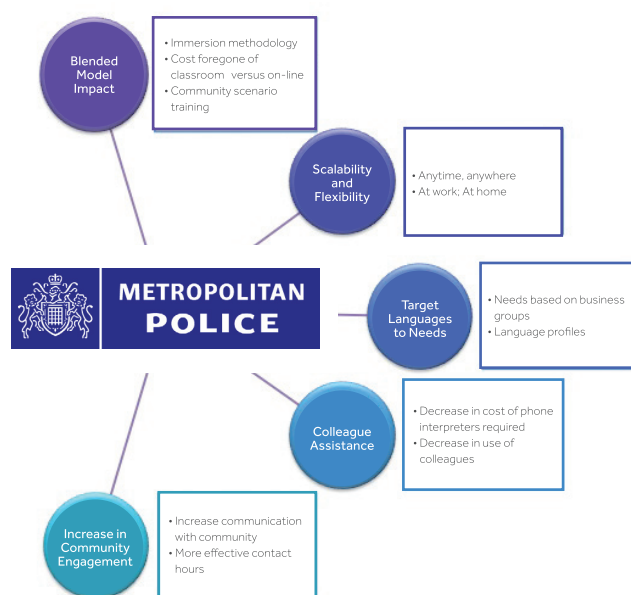 Blended
Model
Impact
• Immersion methodology
• Cost foregone of
classroom versus on-line
• Community scenario
training
Scalability
and
Flexibility
• Anytime, anywhere
• At work; At home
METROPOLITAN
POLICE
Target
Languages
to Needs
• Needs based on business
groups
• Language profiles
Colleague
Assistance
• Decrease in cost of phone
interpreters required
• Decrease in use of
colleagues
Increase in
Community
Engagement
• Increase communication
with community
• More effective contact
hours